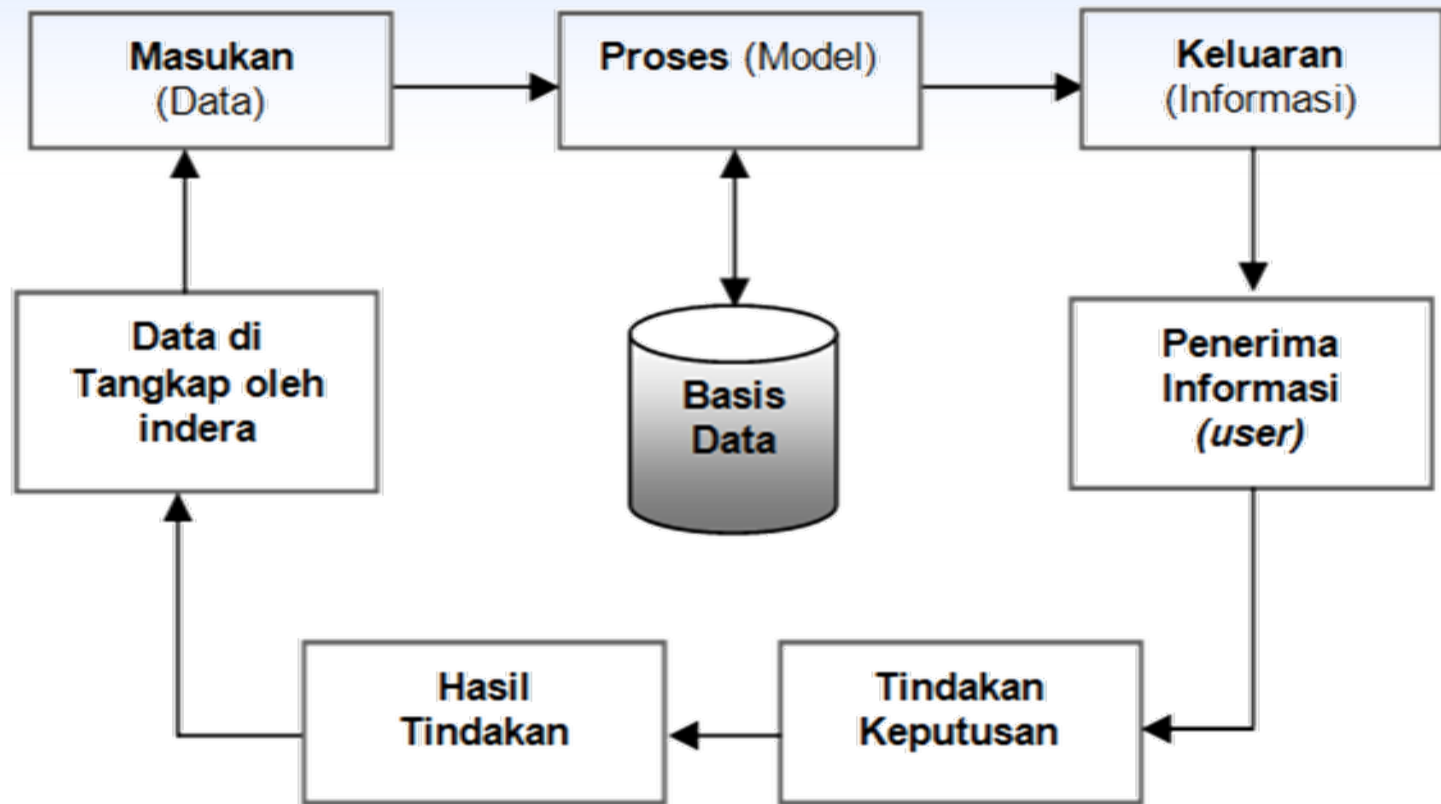 Masukan
(Data)
Proses (Model)
Keluaran
(Informasi)
Data di
Tangkap oleh
indera
Basis
Data
Penerima
Informasi
(user)
Hasil
Tindakan
Tindakan
Keputusan